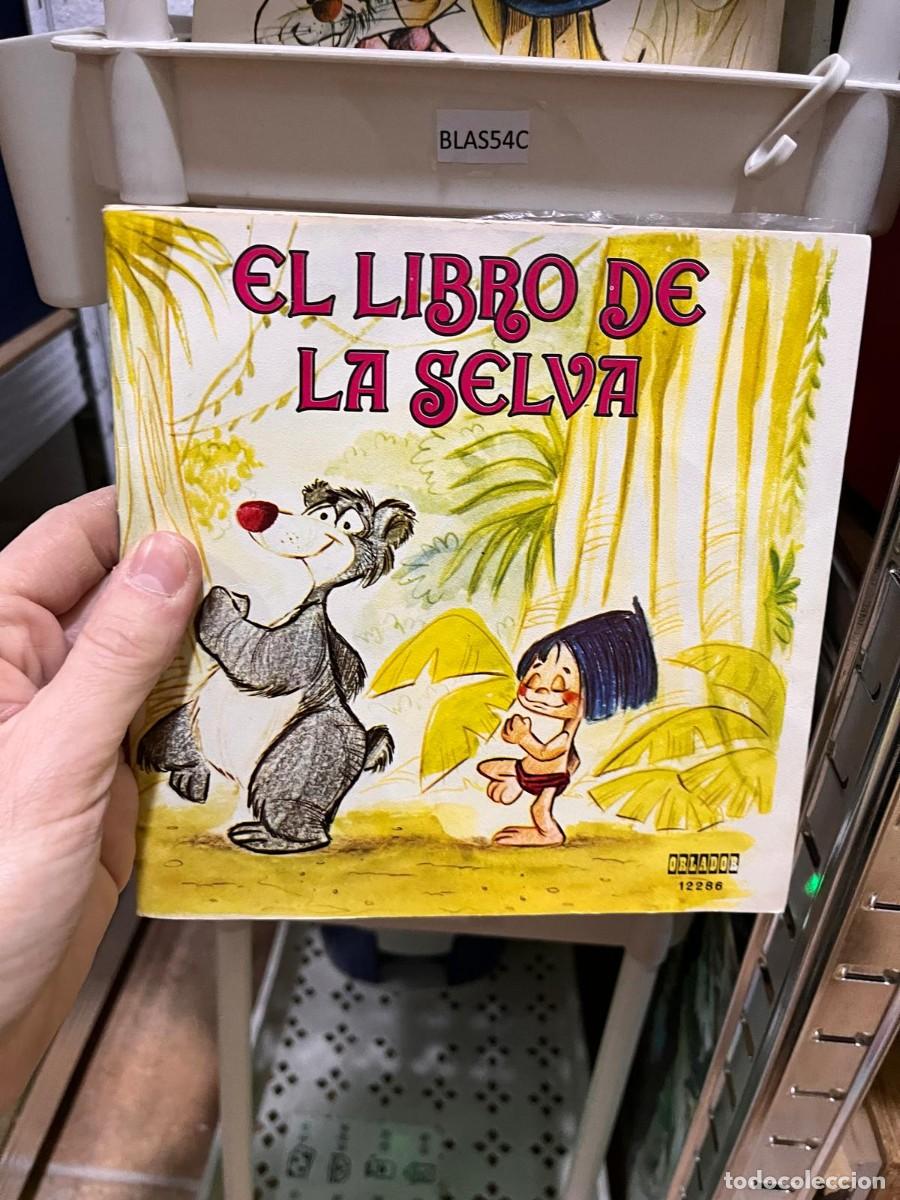 BLAS54C
EL LIBRO DE
LA SELVA
ORLADOR
12286
todocoleccion